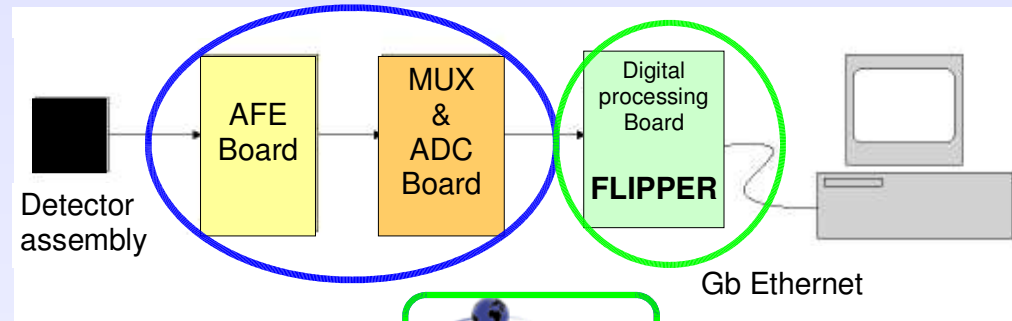 Detector
assembly
AFE
Board
MUX
&
ADC
Board
Digital
processing
Board
FLIPPER
Gb Ethernet